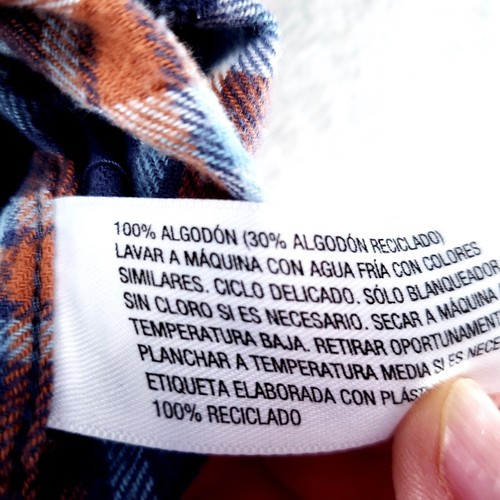 100% ALGODÓN (30% ALGODÓN RECICLADO)
LAVAR A MÁQUINA CON AGUA FRÍA CON COLORES
SIMILARES. CICLO DELICADO. SÓLO BLANQUEADOR
SIN CLORO SI ES NECESARIO. SECAR A MÁQUINA
TEMPERATURA BAJA. RETIRAR
PLANCHAR A TEMPERATURA MEDIA SI ES
ETIQUETA ELABORADA CON
100% RECICLADO